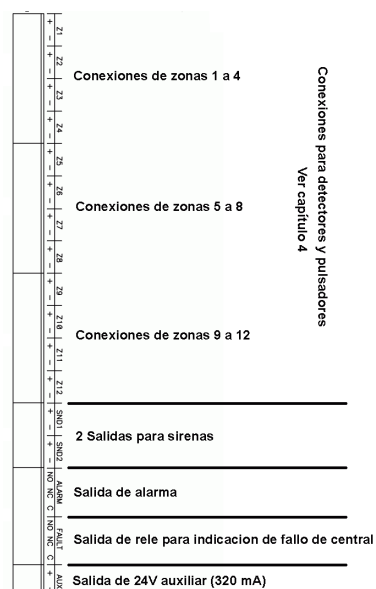 + - Z1
+ - Z2
Conexiones de zonas 1 a 4
+ - Z3
+ - Z4
Conexiones para detectores y pulsadores
Ver capítulo 4
+ - Z5
+ - Z6
Conexiones de zonas 5 a 8
+ - Z7
+ - Z8
+ - Z9
+ - Z10
Conexiones de zonas 9 a 12
+ - Z11
+ - Z12
+ - SND1
2 Salidas para sirenas
+ - SND2
NO NC C ALARM
Salida de alarma
NO NC C FAULT
Salida de rele para indicacion de fallo de central
+ - AUX
Salida de 24V auxiliar (320 mA)